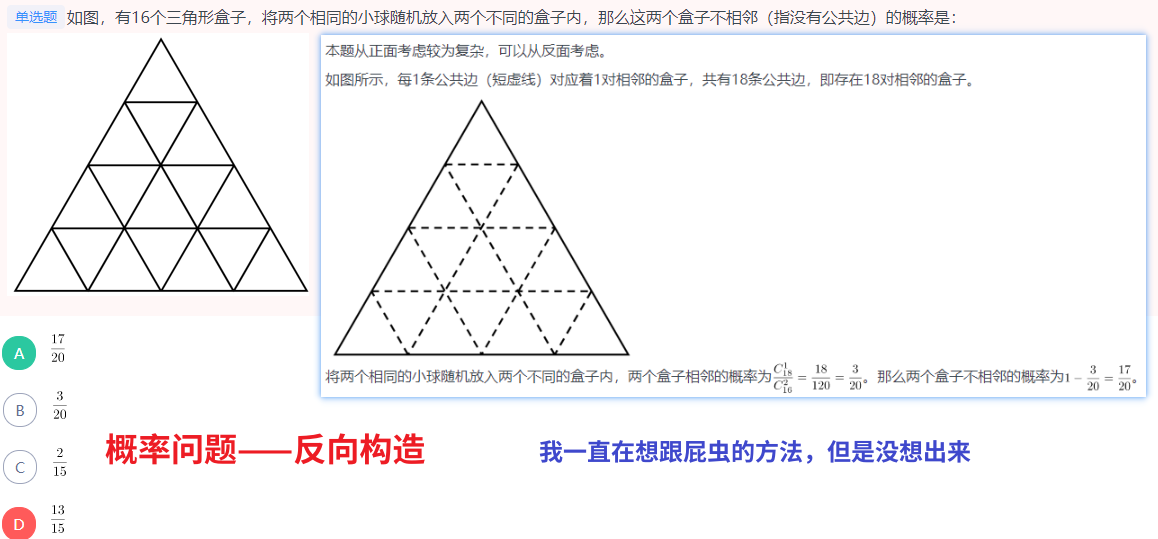 单选题 如图，有16个三角形盒子，将两个相同的小球随机放入两个不同的盒子内，那么这两个盒子不相邻（指没有公共边）的概率是：
本题从正面考虑较为复杂，可以从反面考虑。
如图所示，每1条公共边（短虚线）对应着1对相邻的盒子，共有18条公共边，即存在18对相邻的盒子。
将两个相同的小球随机放入两个不同的盒子内，两个盒子相邻的概率为$\frac{C_{18}^{1}}{C_{16}^{2}}=\frac{18}{120}=\frac{3}{20}$。那么两个盒子不相邻的概率为$1-\frac{3}{20}=\frac{17}{20}$。
A 17/20
B 3/20
C 2/15
D 13/15
概率问题——反向构造
我一直在想跟屁虫的方法，但是没想出来